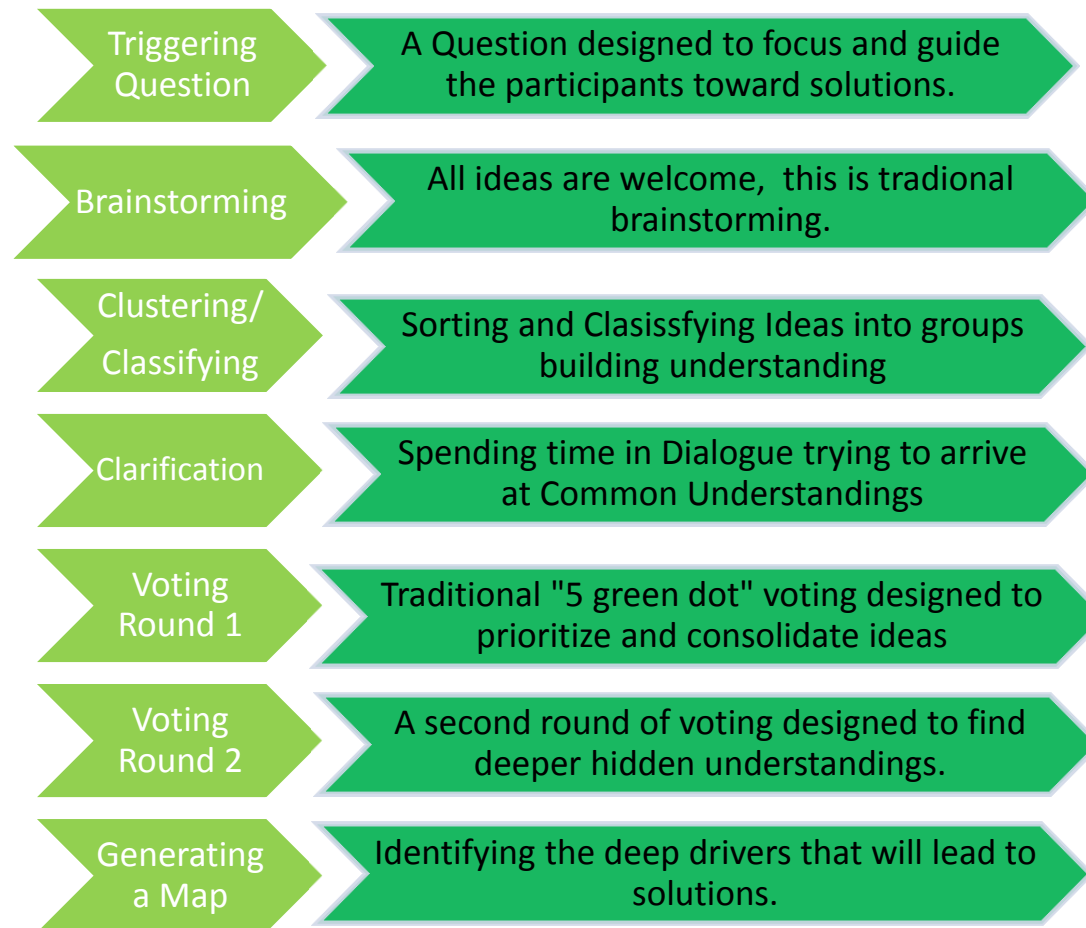 Triggering
Question
A Question designed to focus and guide
the participants toward solutions.
Brainstorming
All ideas are welcome,  this is tradional
brainstorming.
Clustering/
Classifying
Sorting and Clasissfying Ideas into groups
building understanding
Clarification
Spending time in Dialogue trying to arrive
at Common Understandings
Voting
Round 1
Traditional "5 green dot" voting designed to
prioritize and consolidate ideas
Voting
Round 2
A second round of voting designed to find
deeper hidden understandings.
Generating
a Map
Identifying the deep drivers that will lead to
solutions.